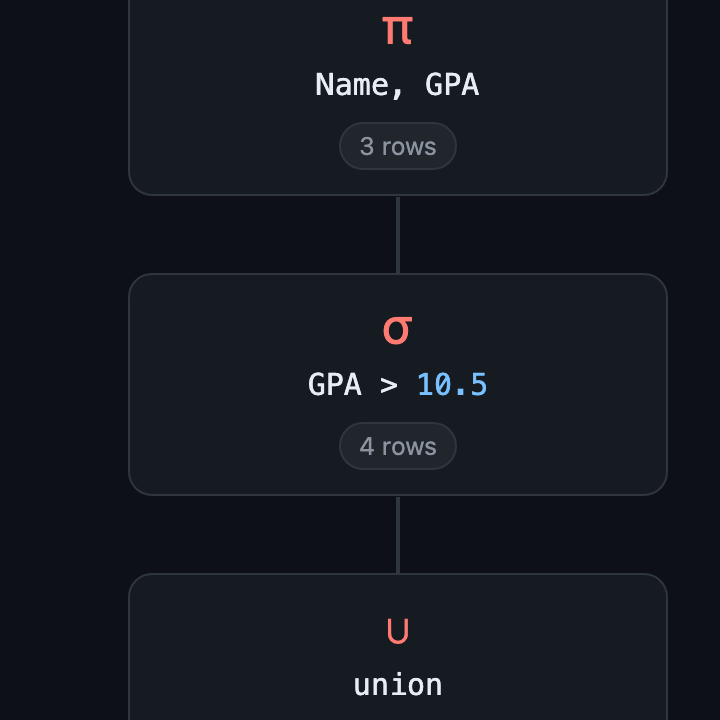 π
Name, GPA
3 rows
σ
GPA > 10.5
4 rows
∪
union